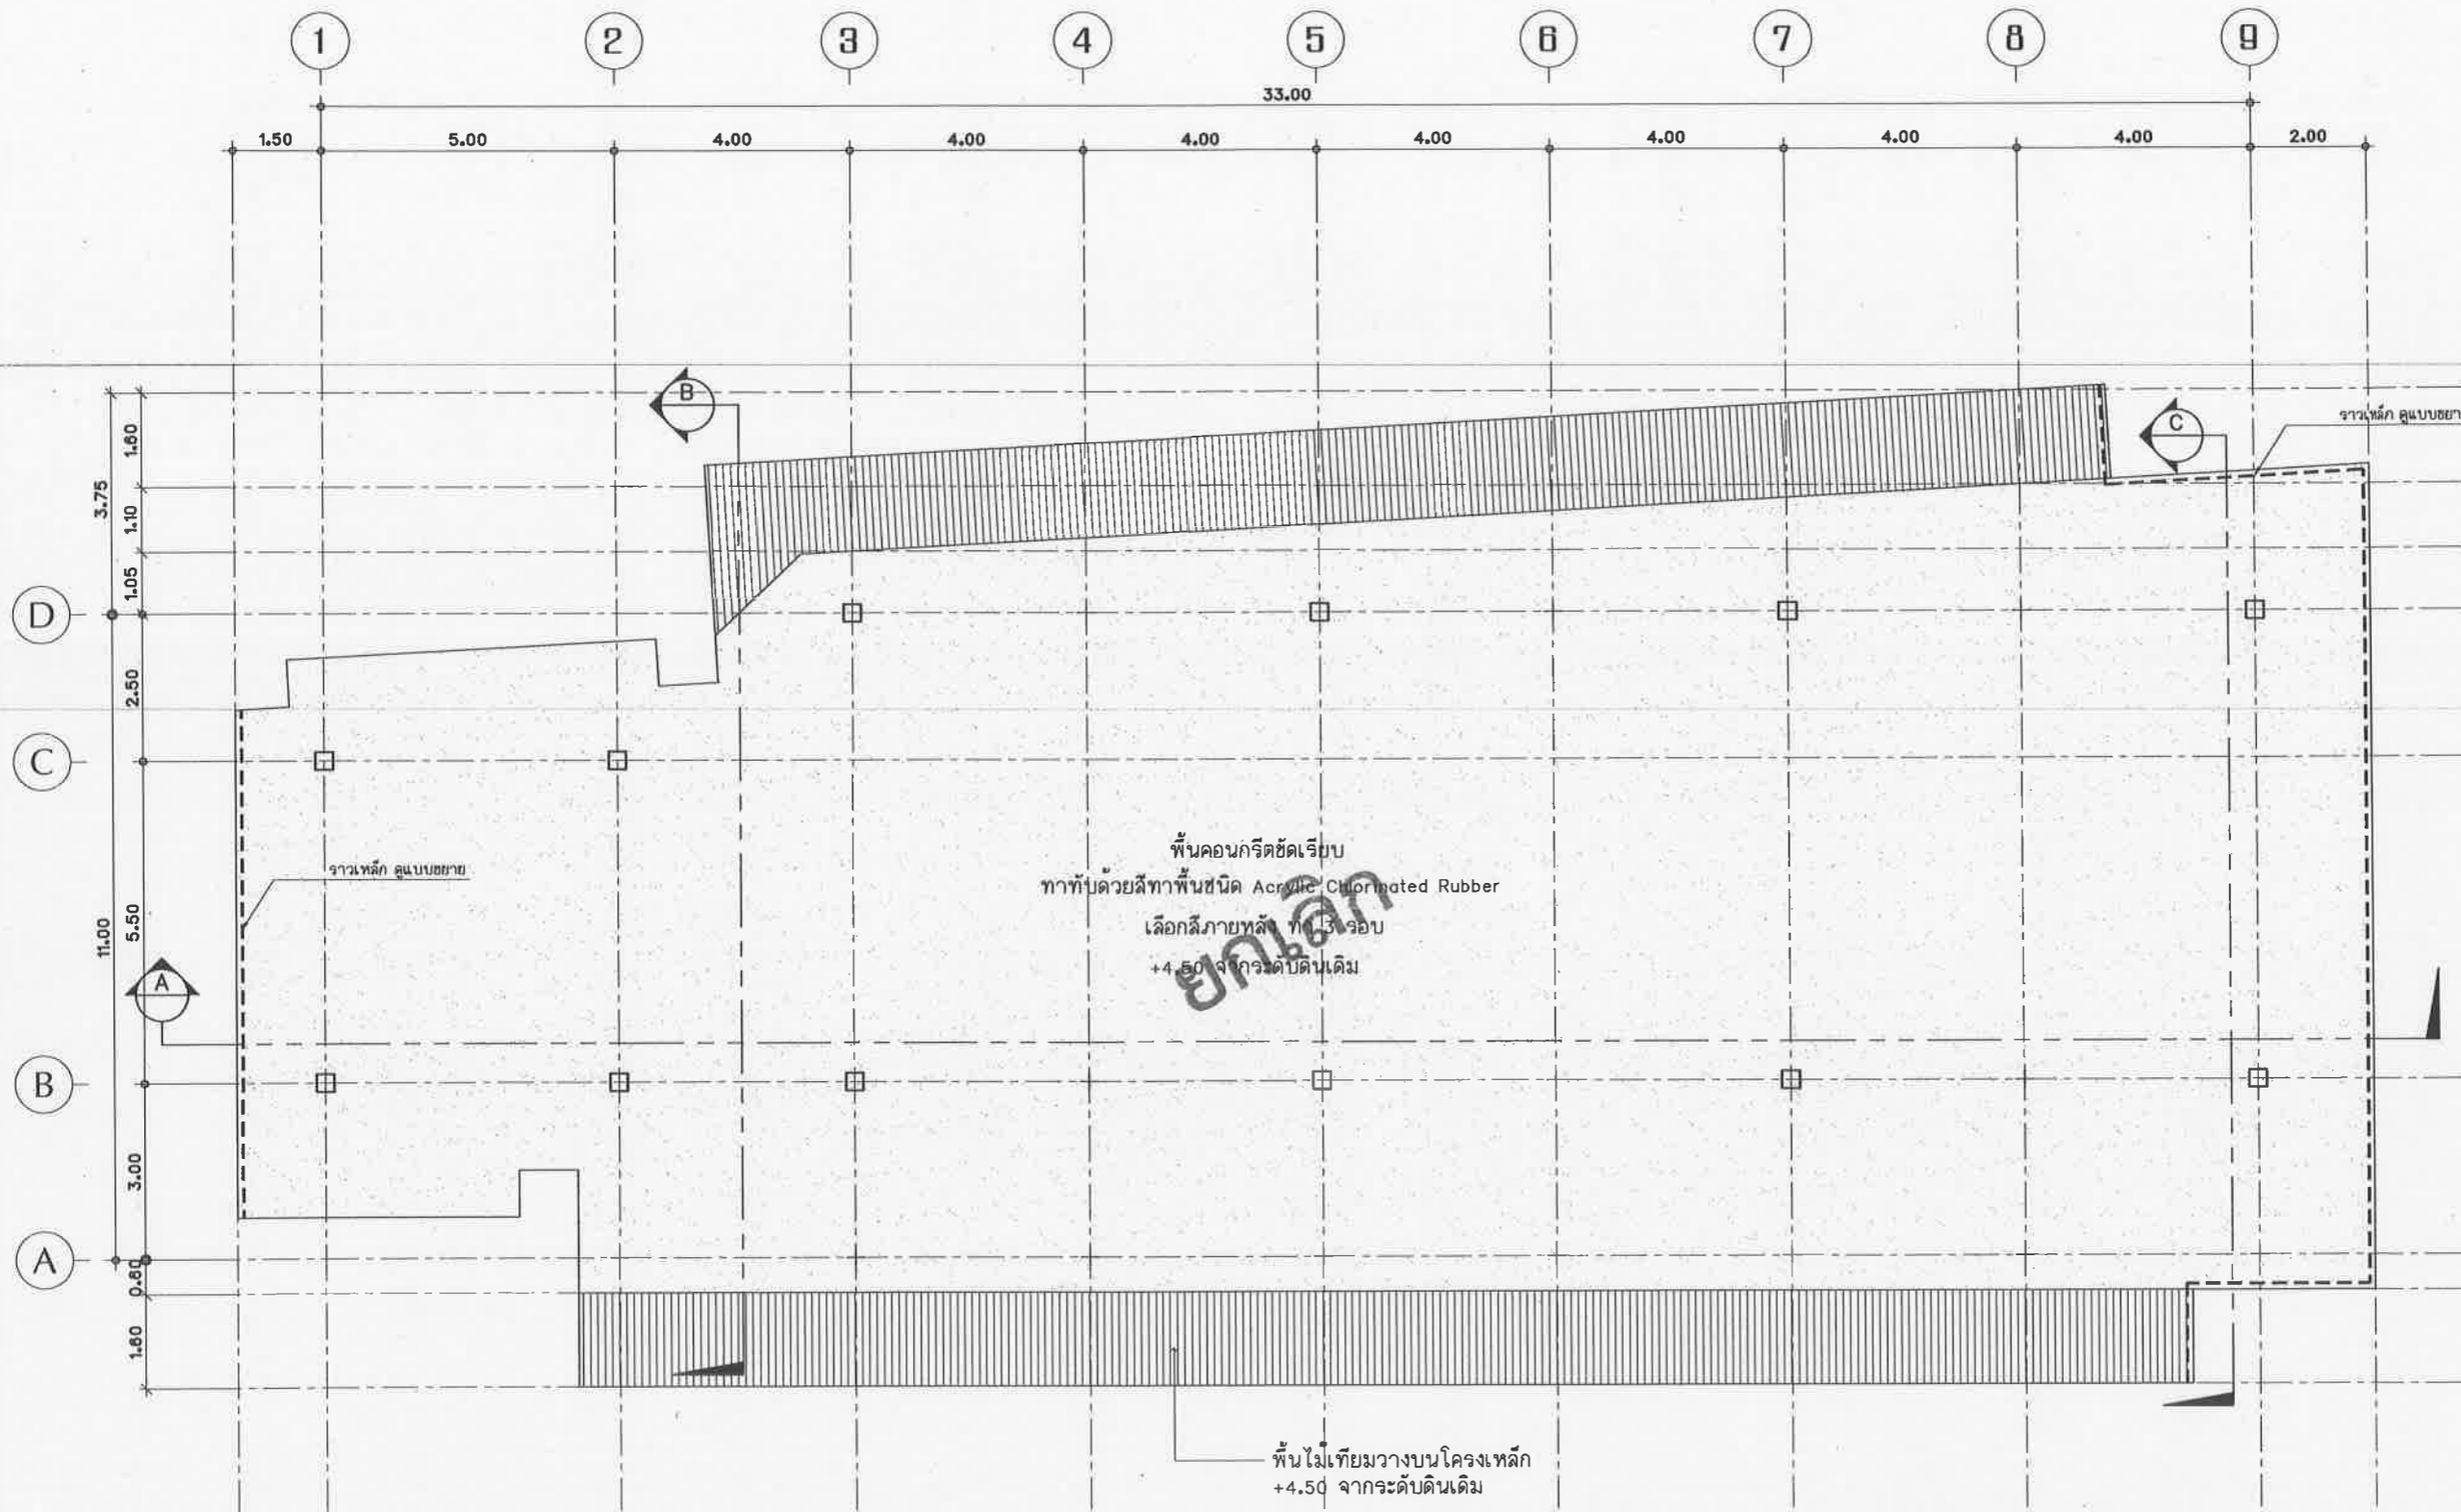 1 2 3 4 5 6 7 8 9
33.00
1.50 5.00 4.00 4.00 4.00 4.00 4.00 4.00 4.00 2.00
B
C
ราวเหล็ก ดูแบบขยาย
1.60
3.75
1.10
1.05
D
2.50
C
พื้นคอนกรีตขัดเรียบ
ราวเหล็ก ดูแบบขยาย
ทาทับด้วยสีทาพื้นชนิด Acrylic Chlorinated Rubber
เลือกสีภายหลัง ทา 3 รอบ
+4.50 จากระดับดินเดิม
ยกเลิก
5.50
11.00
A
B
3.00
A
0.60
1.60
พื้นไม้เทียมวางบนโครงเหล็ก
+4.50 จากระดับดินเดิม